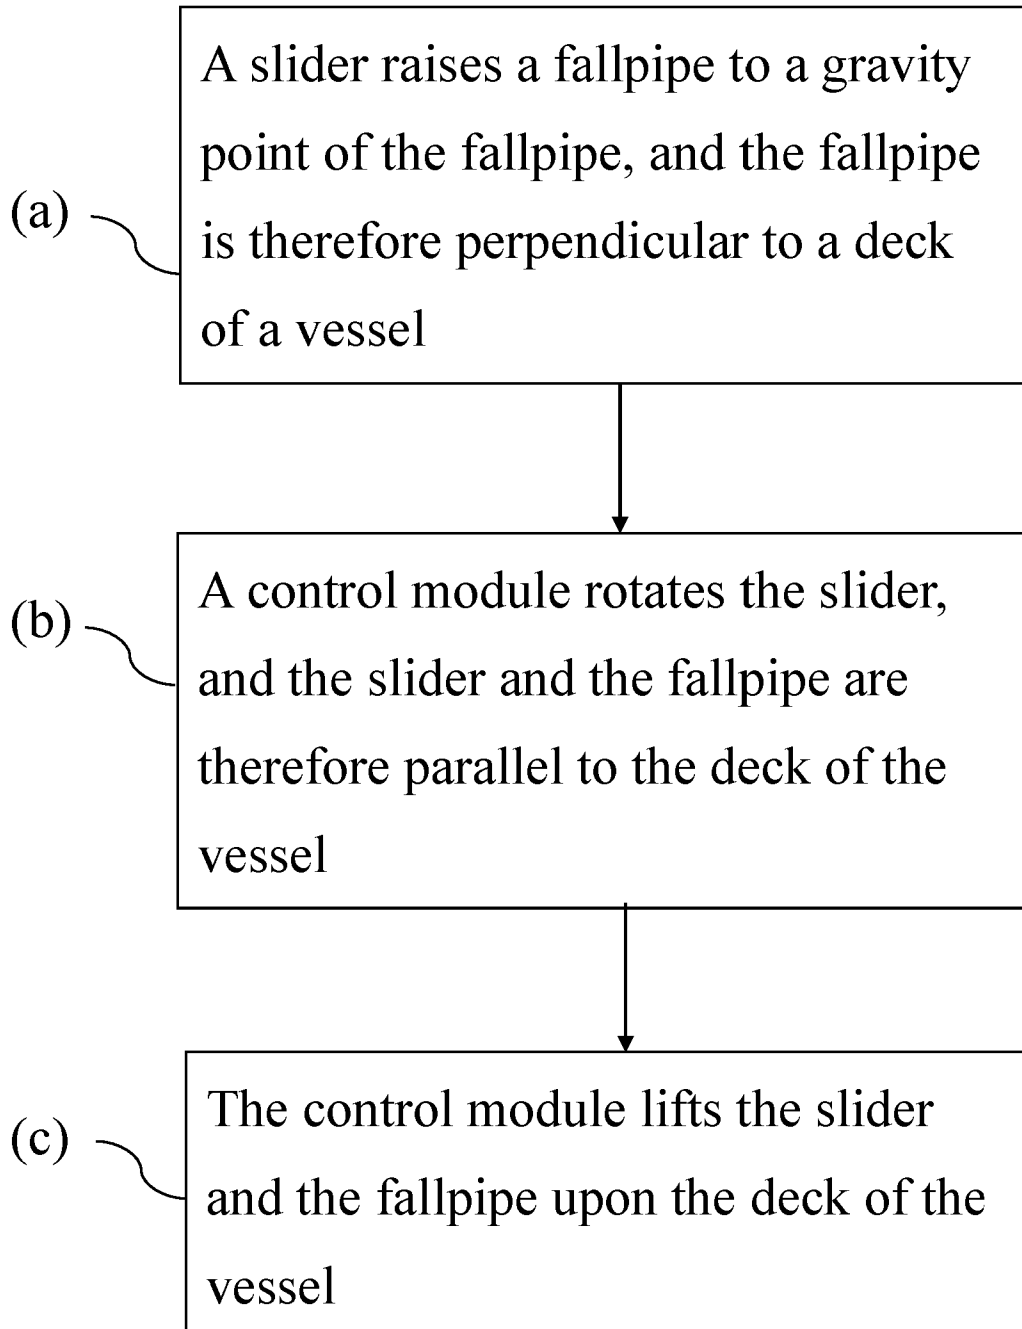 A slider raises a fallpipe to a gravity
point of the fallpipe, and the fallpipe
(a)
is therefore perpendicular to a deck
of a vessel
A control module rotates the slider,
(b)
and the slider and the fallpipe are
therefore parallel to the deck of the
vessel
The control module lifts the slider
(c)
and the fallpipe upon the deck of the
vessel